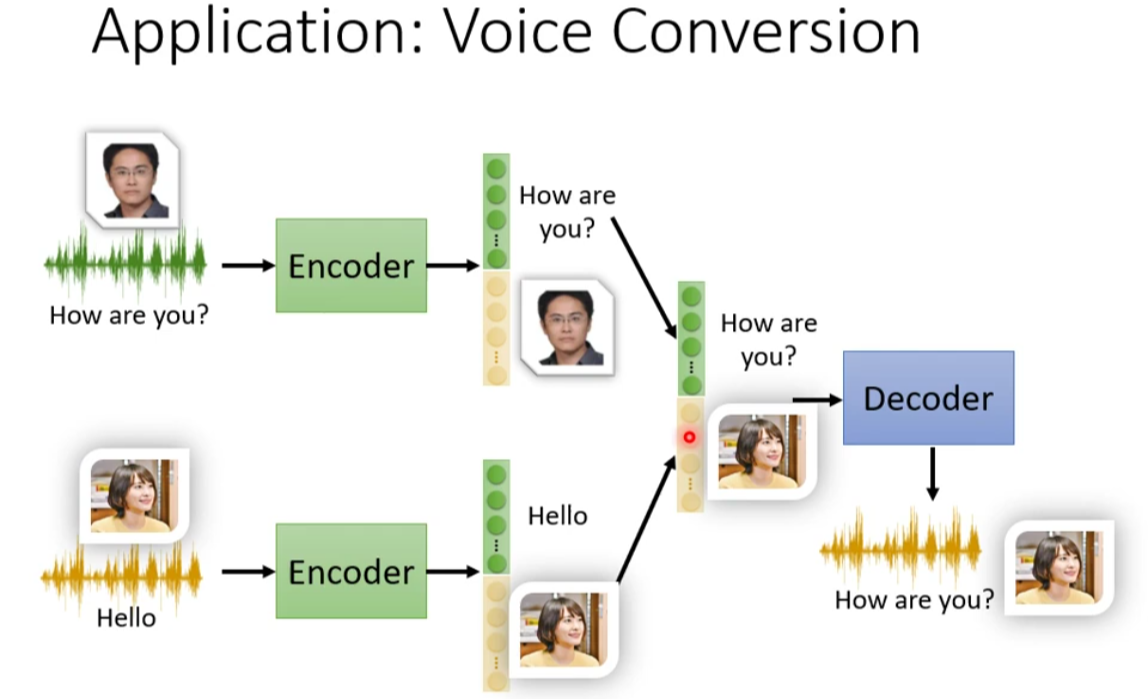 Application: Voice Conversion
How are you?
Encoder
How are
you?
How are
you?
Decoder
Hello
Encoder
Hello
How are you?